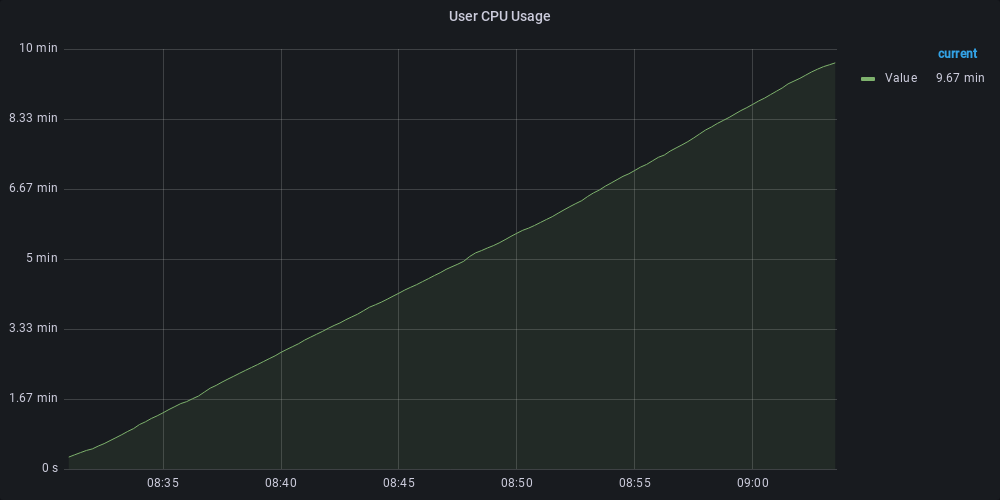 User CPU Usage
10 min
8.33 min
6.67 min
5 min
3.33 min
1.67 min
0 s
08:35 08:40 08:45 08:50 08:55 09:00
current
Value 9.67 min